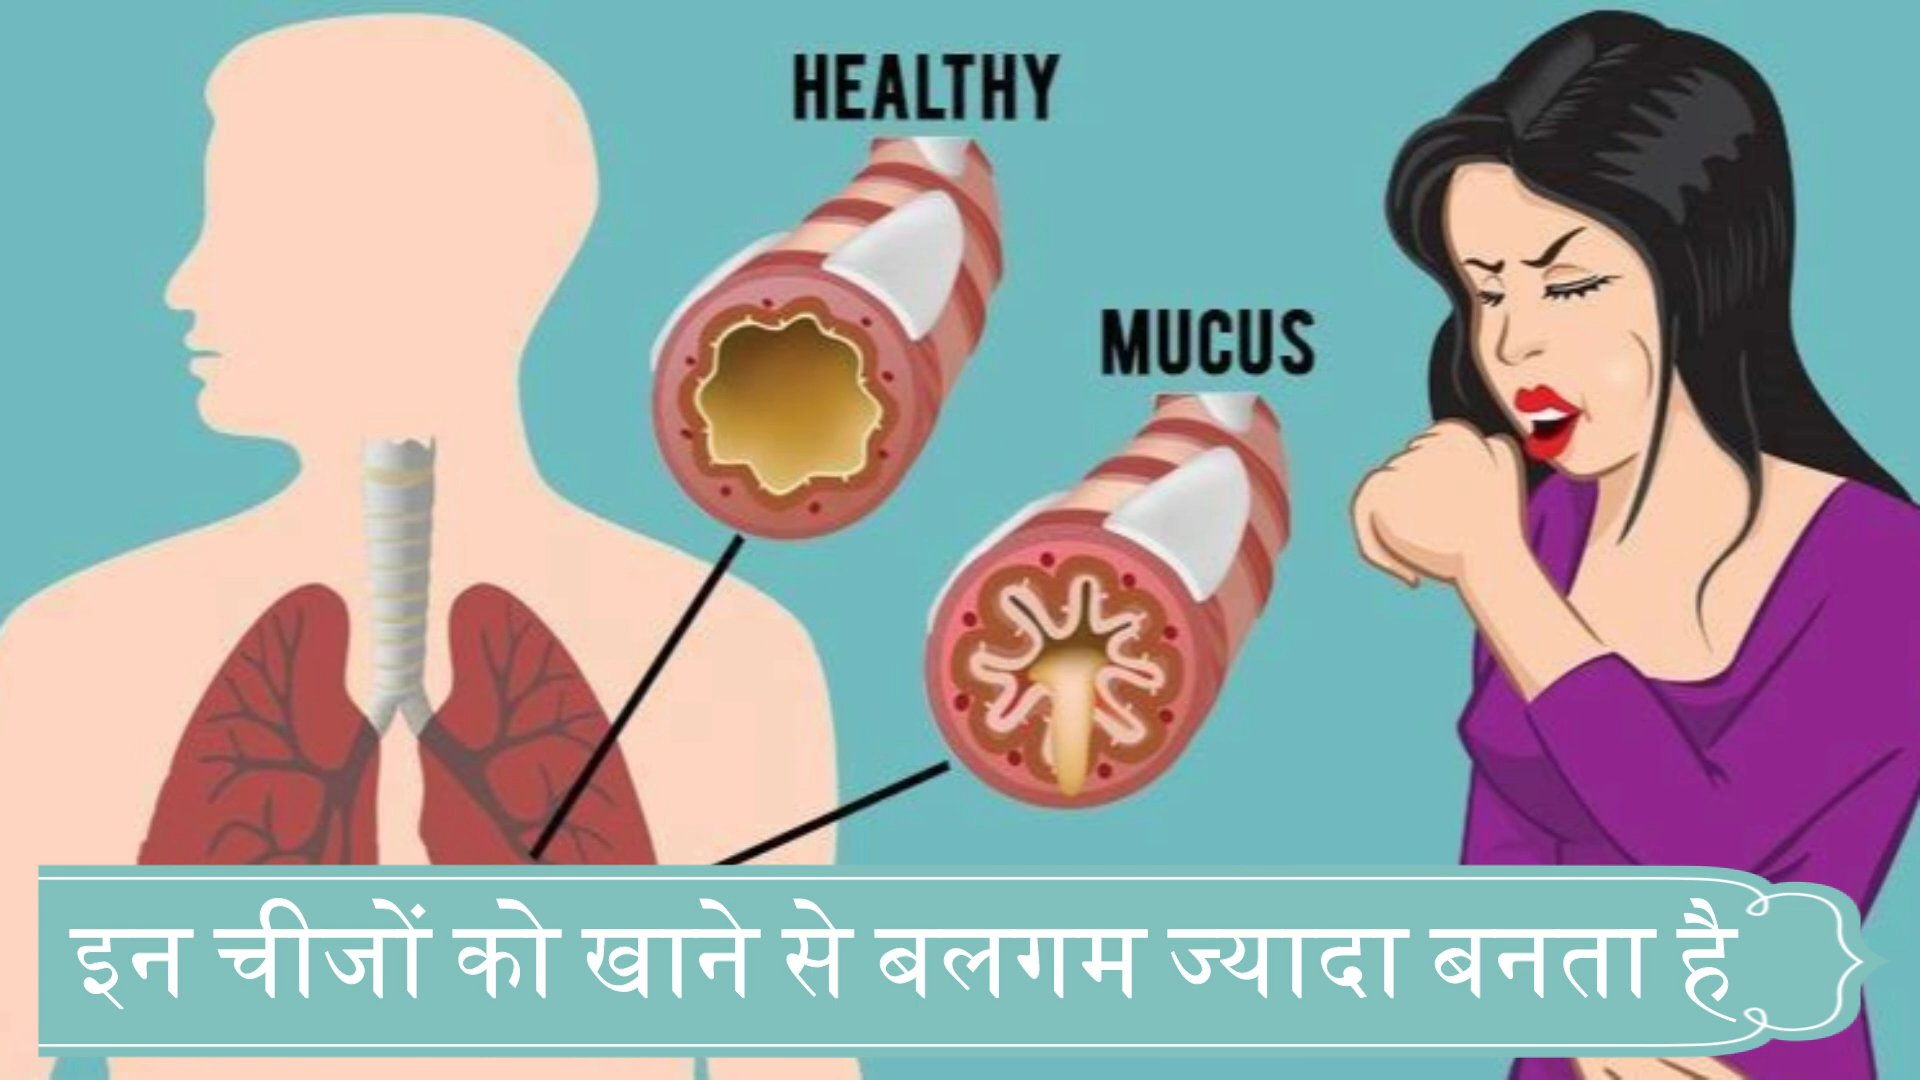 HEALTHY
MUCUS
इन चीजों को खाने से बलगम ज्यादा बनता है